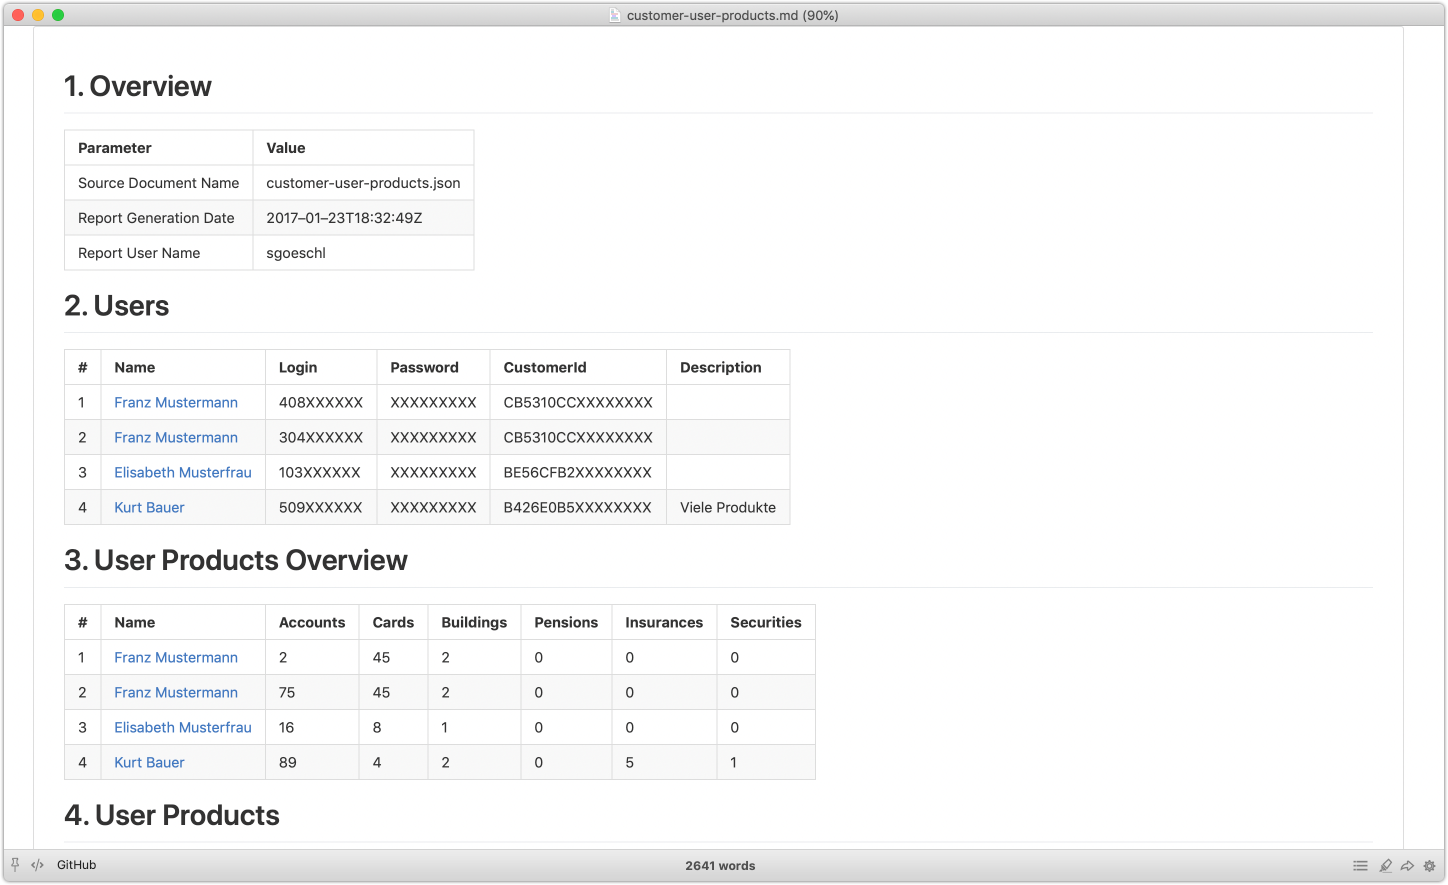 customer-user-products.md (90%)
1. Overview
Parameter Value
Source Document Name customer-user-products.json
Report Generation Date 2017–01–23T18:32:49Z
Report User Name sgoeschl
2. Users
# Name Login Password CustomerId Description
1 Franz Mustermann 408XXXXXX XXXXXXXXX CB5310CCXXXXXXXX
2 Franz Mustermann 304XXXXXX XXXXXXXXX CB5310CCXXXXXXXX
3 Elisabeth Musterfrau 103XXXXXX XXXXXXXXX BE56CFB2XXXXXXXX
4 Kurt Bauer 509XXXXXX XXXXXXXXX B426E0B5XXXXXXXX Viele Produkte
3. User Products Overview
# Name Accounts Cards Buildings Pensions Insurances Securities
1 Franz Mustermann 2 45 2 0 0 0
2 Franz Mustermann 75 45 2 0 0 0
3 Elisabeth Musterfrau 16 8 1 0 0 0
4 Kurt Bauer 89 4 2 0 5 1
4. User Products
GitHub 2641 words